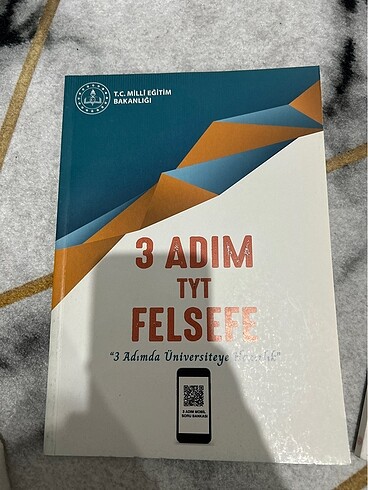 T.C. MİLLİ EĞİTİM
BAKANLIĞI
3 ADIM
TYT
FELSEFE
"3 Adımda Üniversiteye
3 ADIM MOBİL
SORU BANKASI